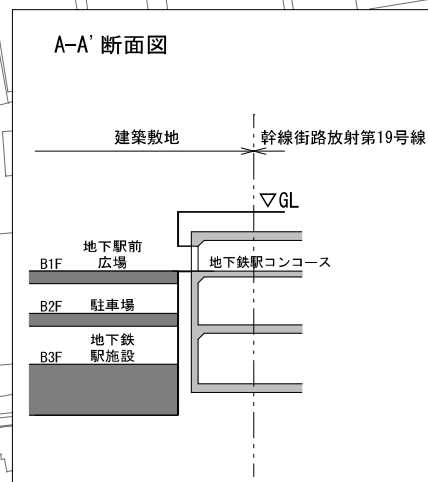 A-A' 断面図
建築敷地
幹線街路放射第19号線
▽GL
地下駅前
広場
B1F
地下鉄駅コンコース
B2F
駐車場
地下鉄
駅施設
B3F